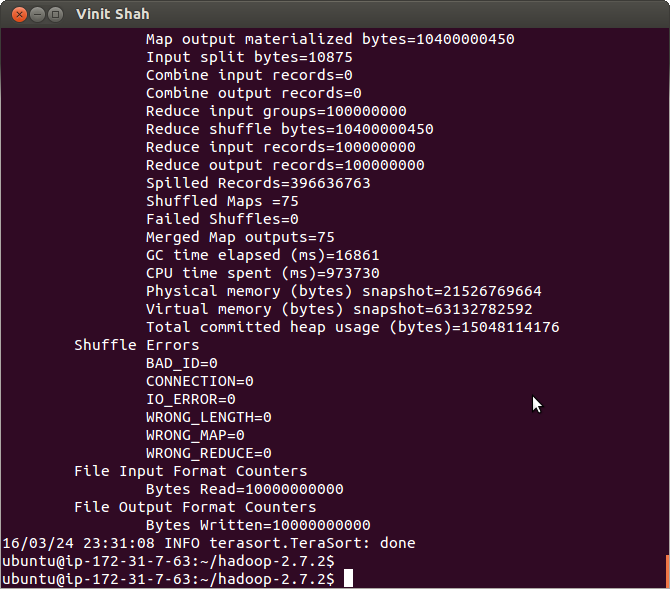 Vinit Shah
Map output materialized bytes=10400000450
Input split bytes=10875
Combine input records=0
Combine output records=0
Reduce input groups=100000000
Reduce shuffle bytes=10400000450
Reduce input records=100000000
Reduce output records=100000000
Spilled Records=396636763
Shuffled Maps =75
Failed Shuffles=0
Merged Map outputs=75
GC time elapsed (ms)=16861
CPU time spent (ms)=973730
Physical memory (bytes) snapshot=21526769664
Virtual memory (bytes) snapshot=63132782592
Total committed heap usage (bytes)=15048114176
Shuffle Errors
BAD_ID=0
CONNECTION=0
IO_ERROR=0
WRONG_LENGTH=0
WRONG_MAP=0
WRONG_REDUCE=0
File Input Format Counters
Bytes Read=10000000000
File Output Format Counters
Bytes Written=10000000000
16/03/24 23:31:08 INFO terasort.TeraSort: done
ubuntu@ip-172-31-7-63:~/hadoop-2.7.2$
ubuntu@ip-172-31-7-63:~/hadoop-2.7.2$